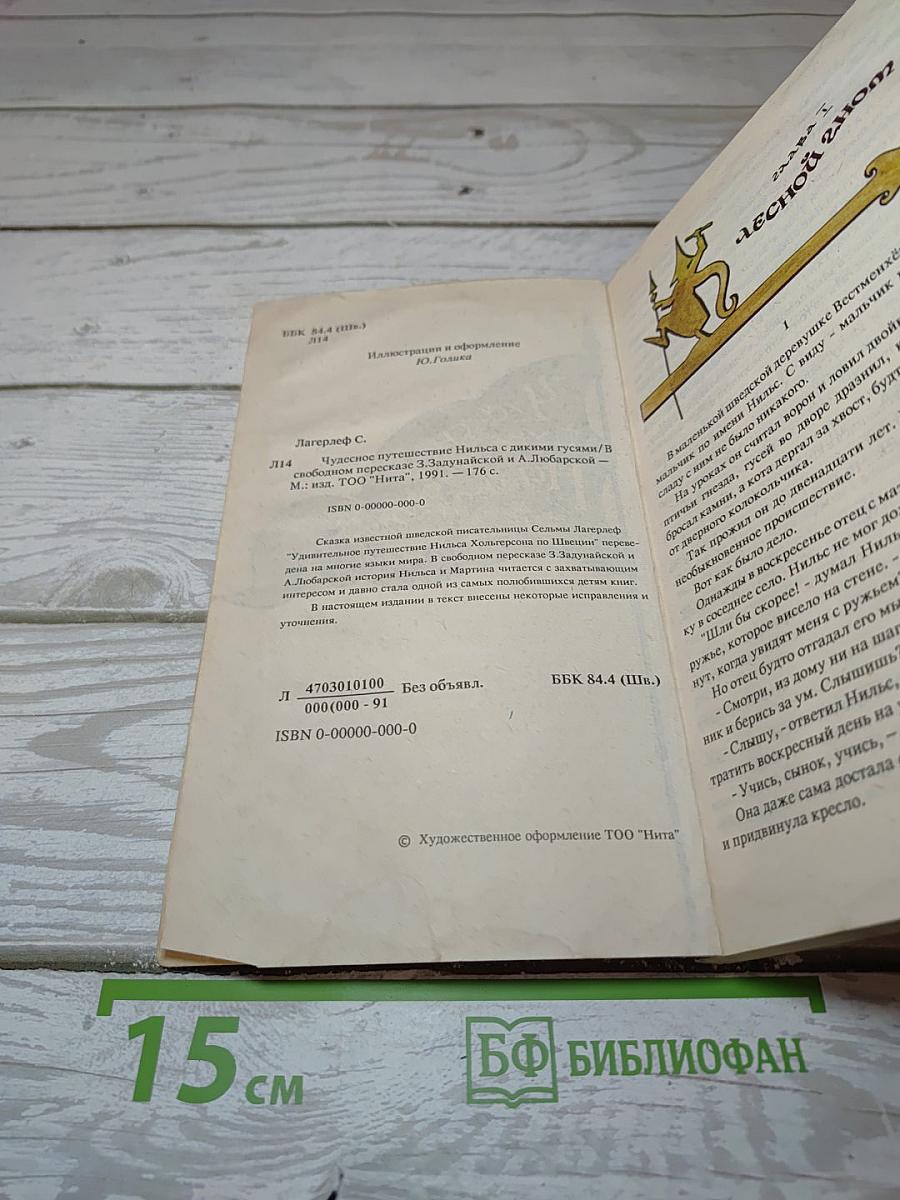 ББК 84.4 (Шв.)
Л14
Иллюстрации и оформление
Ю.Голика
Лагерлеф С.
Л14 Чудесное путешествие Нильса с дикими гусями/В
свободном пересказе З.Задунайской и А.Любарской —
М.: изд. ТОО "Нита", 1991. — 176 с.
ISBN 0-00000-000-0
Сказка известной шведской писательницы Сельмы Лагерлеф
"Удивительное путешествие Нильса Хольгерсона по Швеции" переве-
дена на многие языки мира. В свободном пересказе З.Задунайской и
А.Любарской история Нильса и Мартина читается с захватывающим
интересом и давно стала одной из самых полюбившихся детям книг.
В настоящем издании в текст внесены некоторые исправления и
уточнения.
Л 4703010100 Без объявл. ББК 84.4 (Шв.)
000(000 - 91
ISBN 0-00000-000-0
© Художественное оформление ТОО "Нита"
ГЛАВА I
ЛЕСНОЙ ГНОМ
I
В маленькой шведской деревушке Вестменхё-
мальчик по имени Нильс. С виду - мальчик
сладу с ним не было никакого.
На уроках он считал ворон и ловил двойк
птичьи гнезда, гусей во дворе дразнил,
бросал камни, а кота дергал за хвост, будт
от дверного колокольчика.
Так прожил он до двенадцати лет.
необыкновенное происшествие.
Вот как было дело.
Однажды в воскресенье отец с мат
ку в соседнее село. Нильс не мог дож
"Шли бы скорее! - думал Ниль
ружье, которое висело на стене. -
нут, когда увидят меня с ружьем
Но отец будто отгадал его мы
- Смотри, из дому ни на шаг
ник и берись за ум. Слышишь?
- Слышу, - ответил Нильс,
тратить воскресный день на у
- Учись, сынок, учись, —
Она даже сама достала с
и придвинула кресло.
15 см
БФ БИБЛИОФАН